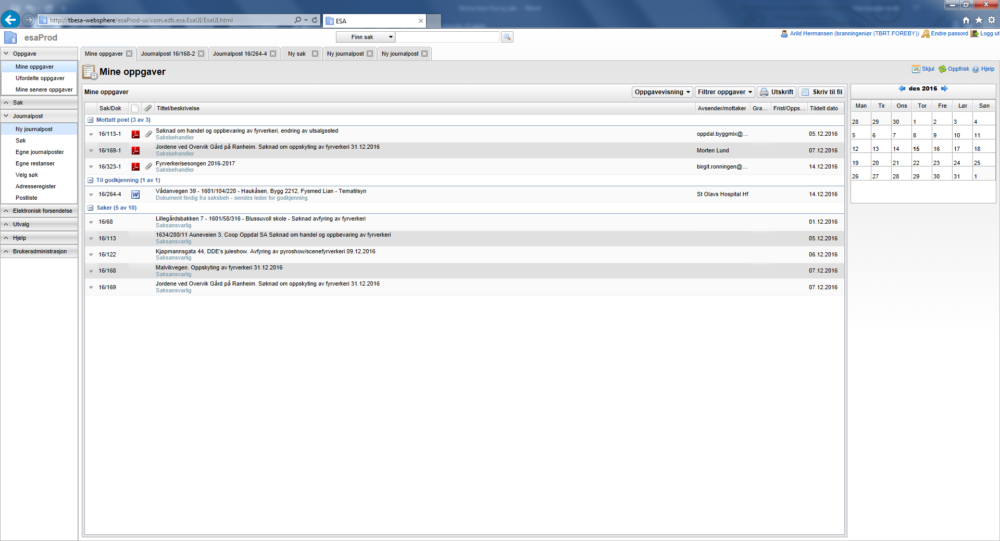 http://tbesa-websphere/esaProd-ui/com.edb.esa.EsaUI/EsaUI.html
ESA
esaProd
Finn sak
Arild Hermansen (branningeniør (TBRT.FOREBY))
Endre passord
Logg ut
Oppgave
Mine oppgaver
Ufordelte oppgaver
Mine senere oppgaver
Sak
Journalpost
Ny journalpost
Søk
Egne journalposter
Egne restanser
Velg søk
Adresseregister
Postliste
Elektronisk forsendelse
Utvalg
Hjelp
Brukeradministrasjon
Mine oppgaver
Journalpost 16/168-2
Journalpost 16/264-4
Ny sak
Ny journalpost
Ny journalpost
Mine oppgaver
Skjul
Oppfrisk
Hjelp
Mine oppgaver
Oppgavevisning
Filtrer oppgaver
Utskrift
Skriv til fil
Sak/Dok Tittel/beskrivelse Avsender/mottaker Gra... Frist/Opps... Tildelt dato
Mottatt post (3 av 3)
16/113-1 Søknad om handel og oppbevaring av fyrverkeri, endring av utsalgssted oppdal.byggmix@... 05.12.2016
Saksbehandler
16/169-1 Jordene ved Overvik Gård på Ranheim. Søknad om oppskyting av fyrverkeri 31.12.2016 Morten Lund 07.12.2016
Saksbehandler
16/323-1 Fyrverkerisesongen 2016-2017 birgit.ronningen@... 14.12.2016
Saksbehandler
Til godkjenning (1 av 1)
16/264-4 Vådanvegen 39 - 1601/104/220 - Haukåsen, Bygg 2212, Fysmed Lian - Tematilsyn St Olavs Hospital Hf 14.12.2016
Dokument ferdig fra saksbeh - sendes leder for godkjenning
Saker (5 av 10)
16/68 Lillegårdsbakken 7 - 1601/58/316 - Blussuvoll skole - Søknad avfyring av fyrverkeri 01.12.2016
Saksansvarlig
16/113 1634/280/11 Auneveien 3, Coop Oppdal SA Søknad om handel og oppbevaring av fyrverkeri 05.12.2016
Saksansvarlig
16/122 Kjøpmannsgata 44, DDE's juleshow. Avfyring av pyroshow/scenefyrverkeri 09.12.2016 06.12.2016
Saksansvarlig
16/168 Malvikvegen. Oppskyting av fyrverkeri 31.12.2016 07.12.2016
Saksansvarlig
16/169 Jordene ved Overvik Gård på Ranheim. Søknad om oppskyting av fyrverkeri 31.12.2016 07.12.2016
Saksansvarlig
des 2016
Man Tir Ons Tor Fre Lør Søn
28 29 30 1 2 3 4
5 6 7 8 9 10 11
12 13 14 15 16 17 18
19 20 21 22 23 24 25
26 27 28 29 30 31 1